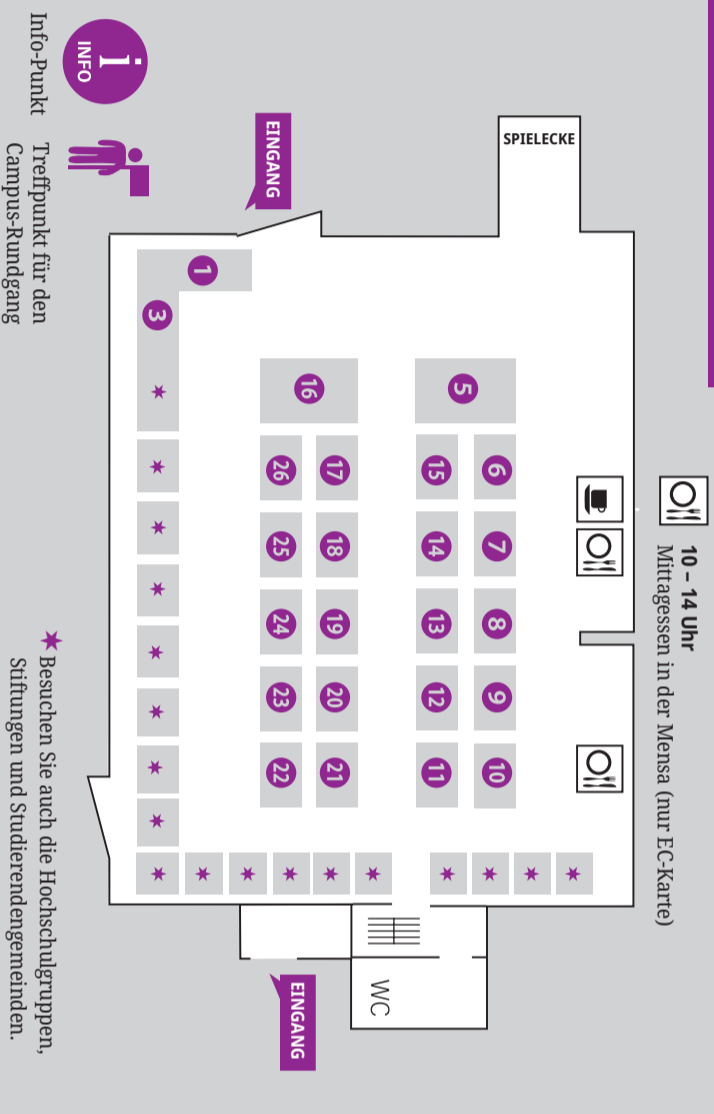 10 – 14 Uhr
Mittagessen in der Mensa (nur EC-Karte)
SPIELECKE
EINGANG
5
6
7
8
9
10
15
14
13
12
11
16
17
18
19
20
21
26
25
24
23
22
1
3
WC
EINGANG
i
INFO
Info-Punkt
Treffpunkt für den
Campus-Rundgang
Besuchen Sie auch die Hochschulgruppen,
Stiftungen und Studierendengemeinden.